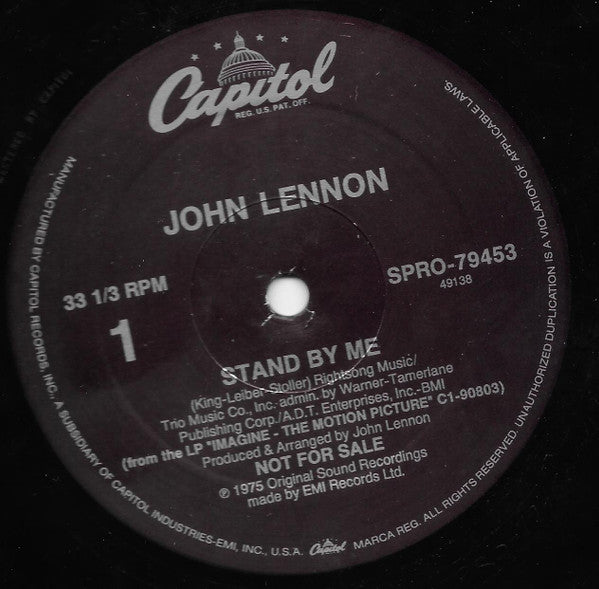 Capitol
REG. U.S. PAT. OFF.
JOHN LENNON
33 1/3 RPM
1
SPRO-79453
49138
STAND BY ME
(King-Leiber-Stoller) Rightsong Music/
Trio Music Co., Inc. admin. by Warner-Tamerlane
Publishing Corp./A.D.T. Enterprises, Inc.-BMI
(from the LP "IMAGINE - THE MOTION PICTURE" C1-90803)
Produced & Arranged by John Lennon
NOT FOR SALE
℗ 1975 Original Sound Recordings
made by EMI Records Ltd.
MANUFACTURED BY CAPITOL RECORDS, INC., A SUBSIDIARY OF CAPITOL INDUSTRIES-EMI, INC., U.S.A. Capitol MARCA REG. ALL RIGHTS RESERVED. UNAUTHORIZED DUPLICATION IS A VIOLATION OF APPLICABLE LAWS.